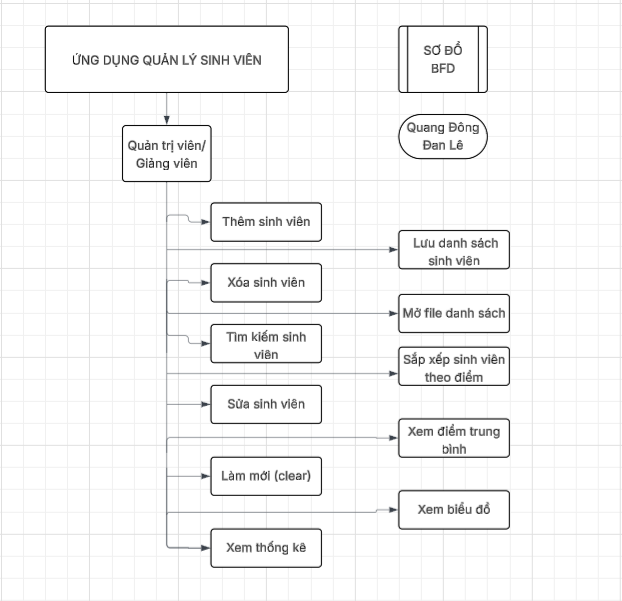 ỨNG DỤNG QUẢN LÝ SINH VIÊN
SƠ ĐỒ
BFD
Quang Đông
Đan Lê
Quản trị viên/
Giảng viên
Thêm sinh viên
Lưu danh sách
sinh viên
Xóa sinh viên
Mở file danh sách
Tìm kiếm sinh
viên
Sắp xếp sinh viên
theo điểm
Sửa sinh viên
Xem điểm trung
bình
Làm mới (clear)
Xem biểu đồ
Xem thống kê